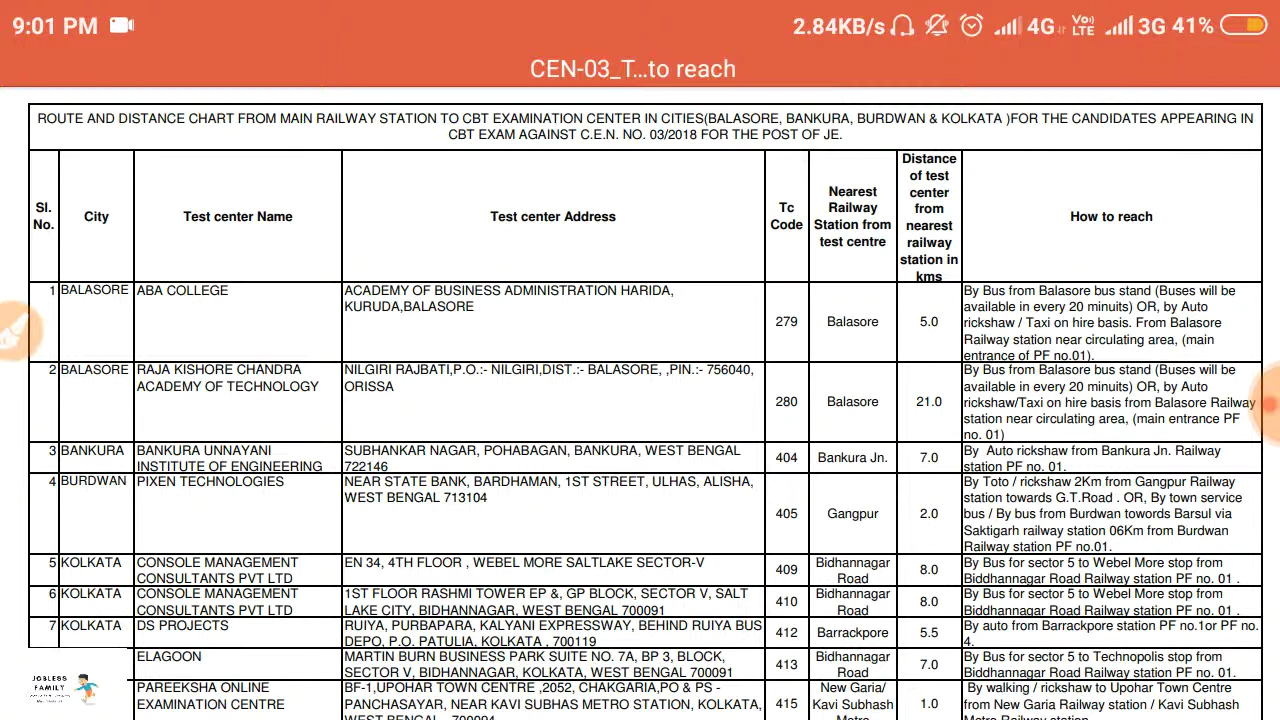 9:01 PM 2.84KB/s 4G VoLTE 3G 41%
CEN-03_T...to reach
ROUTE AND DISTANCE CHART FROM MAIN RAILWAY STATION TO CBT EXAMINATION CENTER IN CITIES(BALASORE, BANKURA, BURDWAN & KOLKATA )FOR THE CANDIDATES APPEARING IN
CBT EXAM AGAINST C.E.N. NO. 03/2018 FOR THE POST OF JE.
Sl.
No.
City
Test center Name
Test center Address
Tc
Code
Nearest
Railway
Station from
test centre
Distance
of test
center
from
nearest
railway
station in
kms
How to reach
1 BALASORE
ABA COLLEGE
ACADEMY OF BUSINESS ADMINISTRATION HARIDA,
KURUDA,BALASORE
279
Balasore
5.0
By Bus from Balasore bus stand (Buses will be
available in every 20 minuits) OR, by Auto
rickshaw / Taxi on hire basis. From Balasore
Railway station near circulating area, (main
entrance of PF no.01).
2 BALASORE
RAJA KISHORE CHANDRA
ACADEMY OF TECHNOLOGY
NILGIRI RAJBATI,P.O.:- NILGIRI,DIST.:- BALASORE, ,PIN.:- 756040,
ORISSA
280
Balasore
21.0
By Bus from Balasore bus stand (Buses will be
available in every 20 minuits) OR, by Auto
rickshaw/Taxi on hire basis from Balasore Railway
station near circulating area, (main entrance PF
no. 01)
3 BANKURA
BANKURA UNNAYANI
INSTITUTE OF ENGINEERING
SUBHANKAR NAGAR, POHABAGAN, BANKURA, WEST BENGAL
722146
404
Bankura Jn.
7.0
By Auto rickshaw from Bankura Jn. Railway
station PF no. 01.
4 BURDWAN
PIXEN TECHNOLOGIES
NEAR STATE BANK, BARDHAMAN, 1ST STREET, ULHAS, ALISHA,
WEST BENGAL 713104
405
Gangpur
2.0
By Toto / rickshaw 2Km from Gangpur Railway
station towards G.T.Road . OR, By town service
bus / By bus from Burdwan towords Barsul via
Saktigarh railway station 06Km from Burdwan
Railway station PF no.01.
5 KOLKATA
CONSOLE MANAGEMENT
CONSULTANTS PVT LTD
EN 34, 4TH FLOOR , WEBEL MORE SALTLAKE SECTOR-V
409
Bidhannagar
Road
8.0
By Bus for sector 5 to Webel More stop from
Biddhannagar Road Railway station PF no. 01 .
6 KOLKATA
CONSOLE MANAGEMENT
CONSULTANTS PVT LTD
1ST FLOOR RASHMI TOWER EP &, GP BLOCK, SECTOR V, SALT
LAKE CITY, BIDHANNAGAR, WEST BENGAL 700091
410
Bidhannagar
Road
8.0
By Bus for sector 5 to Webel More stop from
Biddhannagar Road Railway station PF no. 01 .
7 KOLKATA
DS PROJECTS
RUIYA, PURBAPARA, KALYANI EXPRESSWAY, BEHIND RUIYA BUS
DEPO, P.O. PATULIA, KOLKATA , 700119
412
Barrackpore
5.5
By auto from Barrackpore station PF no.1or PF no.
4.
ELAGOON
MARTIN BURN BUSINESS PARK SUITE NO. 7A, BP 3, BLOCK,
SECTOR V, BIDHANNAGAR, KOLKATA, WEST BENGAL 700091
413
Bidhannagar
Road
7.0
By Bus for sector 5 to Technopolis stop from
Biddhannagar Road Railway station PF no. 01 .
PAREEKSHA ONLINE
EXAMINATION CENTRE
BF-1,UPOHAR TOWN CENTRE ,2052, CHAKGARIA,PO & PS -
PANCHASAYAR, NEAR KAVI SUBHAS METRO STATION, KOLKATA,
WEST BENGAL , 700094
415
New Garia/
Kavi Subhash
Metro
1.0
By walking / rickshaw to Upohar Town Centre
from New Garia Railway station / Kavi Subhash
Metro Railway station
JOBLESS
FAMILY